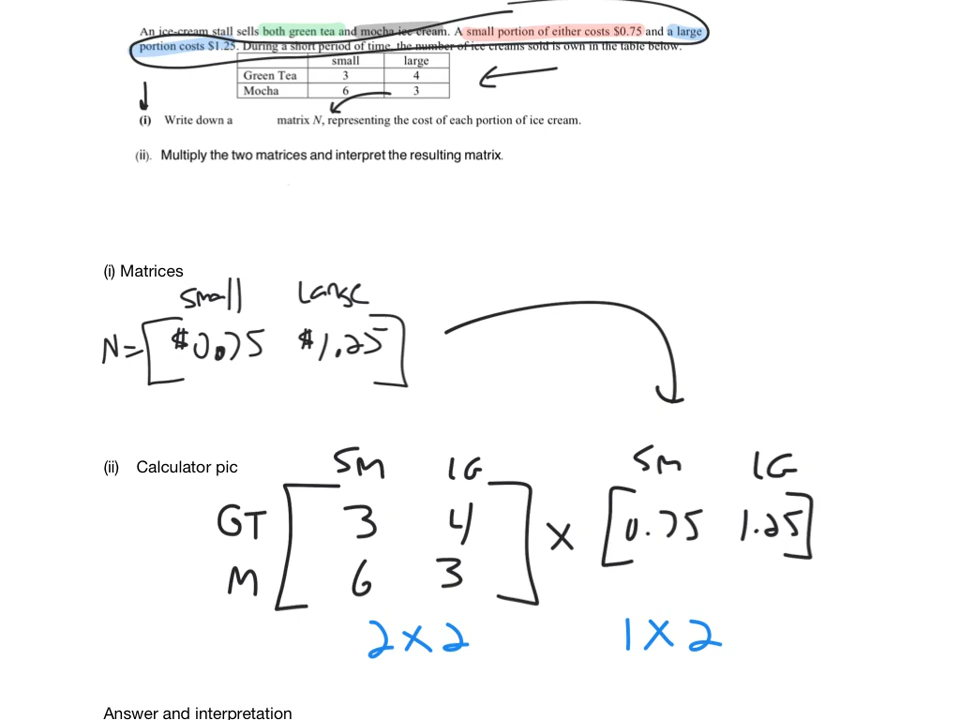 An ice-cream stall sells both green tea and mocha ice cream. A small portion of either costs $0.75 and a large
portion costs $1.25. During a short period of time, the number of ice creams sold is own in the table below.
small large
Green Tea 3 4
Mocha 6 3
(i) Write down a matrix N, representing the cost of each portion of ice cream.
(ii). Multiply the two matrices and interpret the resulting matrix.
(i) Matrices
small Large
N= [ $0.75 $1.25 ]
(ii) Calculator pic
SM LG SM LG
GT [ 3 4 ] x [ 0.75 1.25 ]
M [ 6 3 ]
2 x 2 1 x 2
Answer and interpretation